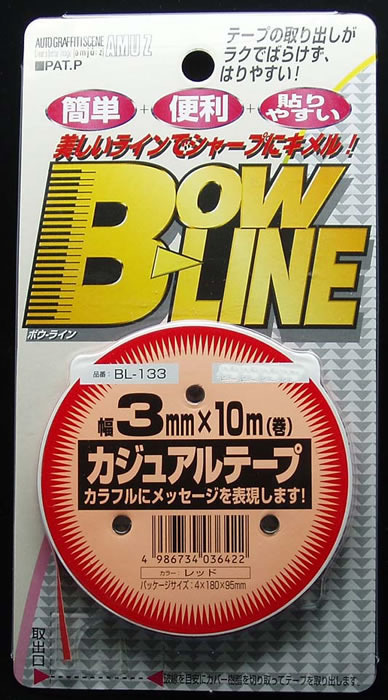 AUTO GRAFFITI SCENE
AMUZ
PAT.P
テープの取り出しが
ラクでばらけず、
はりやすい!
簡単+便利+貼りやすい
美しいラインでシャープにキメル!
BOW LINE
ボウ・ライン
品番: BL-133
幅3mm×10m(巻)
カジュアルテープ
カラフルにメッセージを表現します!
4 986734 036422
カラー: レッド
パッケージサイズ: 4×180×95mm
取出口